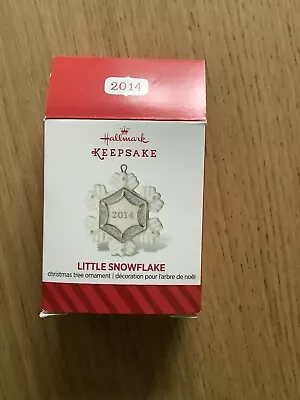 2014
Hallmark
KEEPSAKE
2014
LITTLE SNOWFLAKE
christmas tree ornament | décoration pour l'arbre de noël